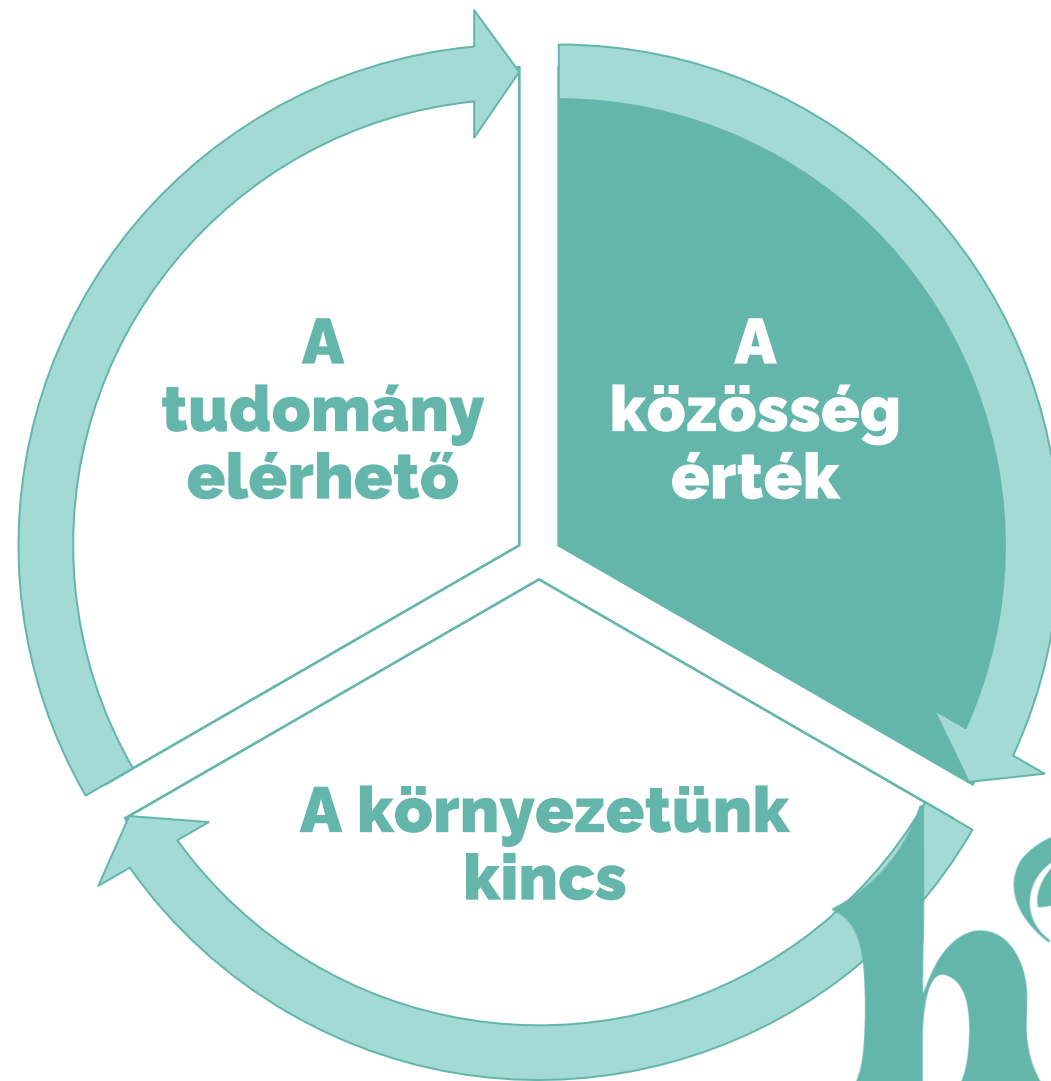 A
tudomány
elérhető
A
közösség
érték
A környezetünk
kincs
h